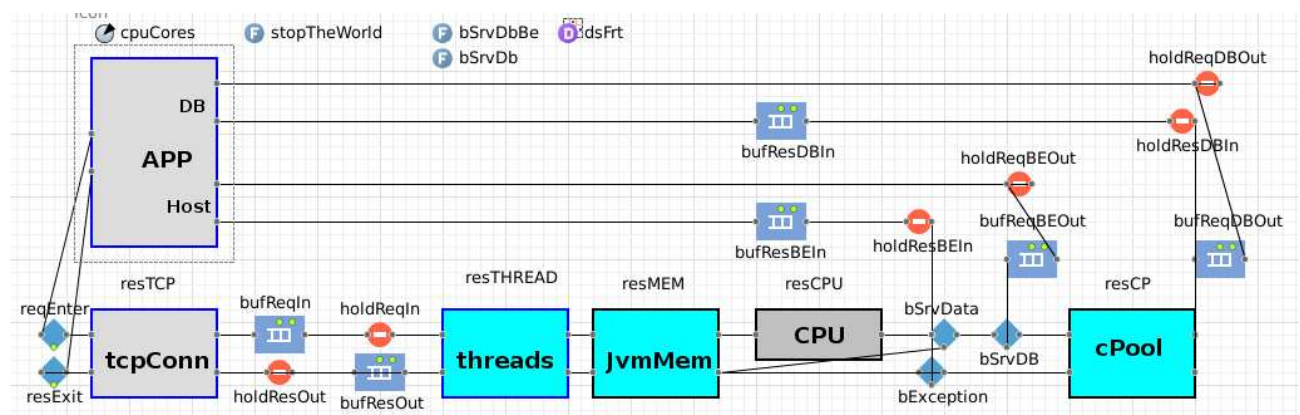 Icon
cpuCores
F stopTheWorld
F bSrvDbBe
D dsFrt
F bSrvDb
holdReqDBOut
DB
APP
bufResDBIn
holdResDBIn
holdReqBEOut
Host
bufResBEIn
holdResBEIn
bufReqBEOut
bufReqDBOut
resTCP
resTHREAD
resMEM
resCPU
resCP
reqEnter
bufReqIn
holdReqIn
bSrvData
tcpConn
threads
JvmMem
CPU
bSrvDB
cPool
resExit
holdResOut
bufResOut
bException